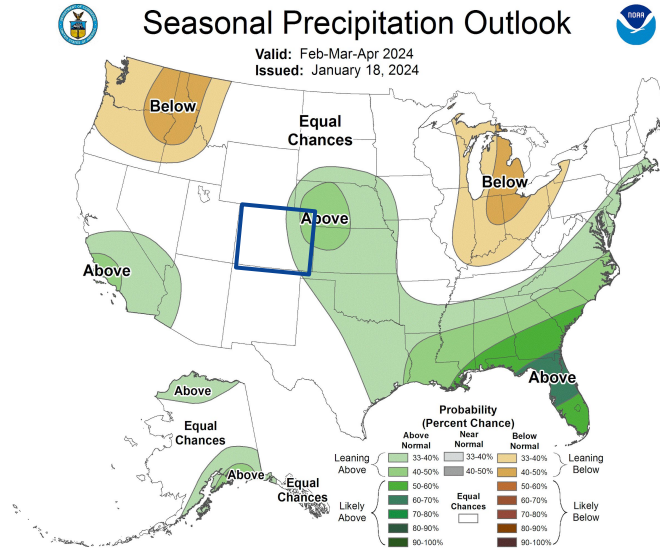 Seasonal Precipitation Outlook
NOAA
Valid: Feb-Mar-Apr 2024
Issued: January 18, 2024
Below
Equal
Chances
Above
Below
Above
Above
Above
Equal
Chances
Above
Equal
Chances
Probability
(Percent Chance)
Above
Normal
Near
Normal
Below
Normal
Leaning
Above
33-40%
33-40%
33-40%
Leaning
Below
40-50%
40-50%
40-50%
Likely
Above
50-60%
60-70%
70-80%
80-90%
90-100%
Equal
Chances
50-60%
60-70%
70-80%
80-90%
90-100%
Likely
Below